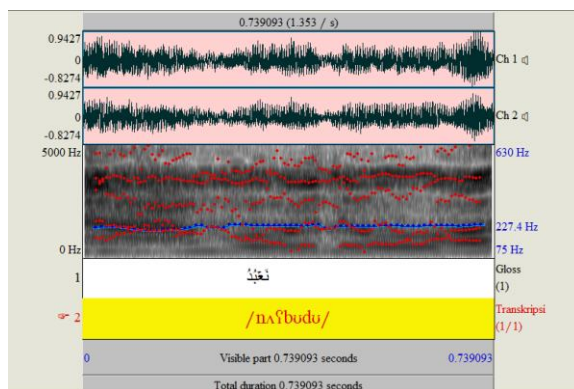 0.739093 (1.353 / s)
0.9427
0
-0.8274
Ch 1
0.9427
0
-0.8274
Ch 2
5000 Hz
0 Hz
630 Hz
227.4 Hz
75 Hz
1
نَعْبُدُ
Gloss
(1)
2
/nʌʕbʊdʊ/
Transkripsi
(1/1)
0
Visible part 0.739093 seconds
0.739093
Total duration 0.739093 seconds